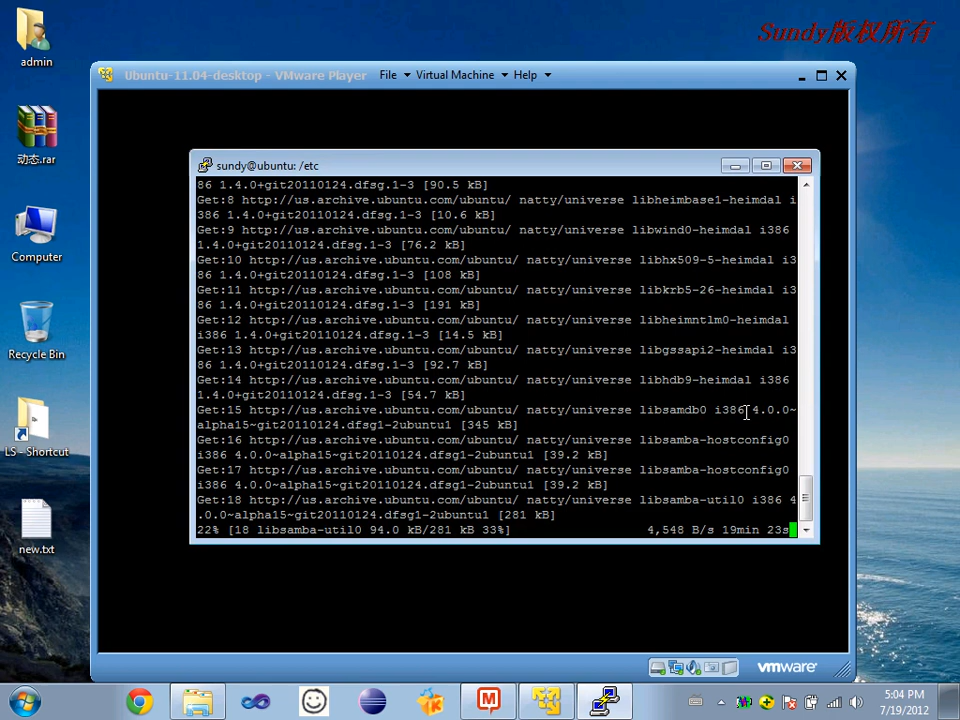 Sundy版权所有
admin
动态.rar
Computer
Recycle Bin
LS - Shortcut
new.txt
Ubuntu-11.04-desktop - VMware Player File Virtual Machine Help
sundy@ubuntu: /etc
86 1.4.0+git20110124.dfsg.1-3 [90.5 kB]
Get:8 http://us.archive.ubuntu.com/ubuntu/ natty/universe libheimbase1-heimdal i
386 1.4.0+git20110124.dfsg.1-3 [10.6 kB]
Get:9 http://us.archive.ubuntu.com/ubuntu/ natty/universe libwind0-heimdal i386
1.4.0+git20110124.dfsg.1-3 [76.2 kB]
Get:10 http://us.archive.ubuntu.com/ubuntu/ natty/universe libhx509-5-heimdal i3
86 1.4.0+git20110124.dfsg.1-3 [108 kB]
Get:11 http://us.archive.ubuntu.com/ubuntu/ natty/universe libkrb5-26-heimdal i3
86 1.4.0+git20110124.dfsg.1-3 [191 kB]
Get:12 http://us.archive.ubuntu.com/ubuntu/ natty/universe libheimntlm0-heimdal
i386 1.4.0+git20110124.dfsg.1-3 [14.5 kB]
Get:13 http://us.archive.ubuntu.com/ubuntu/ natty/universe libgssapi2-heimdal i3
86 1.4.0+git20110124.dfsg.1-3 [92.7 kB]
Get:14 http://us.archive.ubuntu.com/ubuntu/ natty/universe libhdb9-heimdal i386
1.4.0+git20110124.dfsg.1-3 [54.7 kB]
Get:15 http://us.archive.ubuntu.com/ubuntu/ natty/universe libsamdb0 i386 4.0.0~
alpha15~git20110124.dfsg1-2ubuntu1 [345 kB]
Get:16 http://us.archive.ubuntu.com/ubuntu/ natty/universe libsamba-hostconfig0
i386 4.0.0~alpha15~git20110124.dfsg1-2ubuntu1 [39.2 kB]
Get:17 http://us.archive.ubuntu.com/ubuntu/ natty/universe libsamba-hostconfig0
i386 4.0.0~alpha15~git20110124.dfsg1-2ubuntu1 [39.2 kB]
Get:18 http://us.archive.ubuntu.com/ubuntu/ natty/universe libsamba-util0 i386 4
.0.0~alpha15~git20110124.dfsg1-2ubuntu1 [281 kB]
22% [18 libsamba-util0 94.0 kB/281 kB 33%] 4,548 B/s 19min 23s
vmware
5:04 PM
7/19/2012